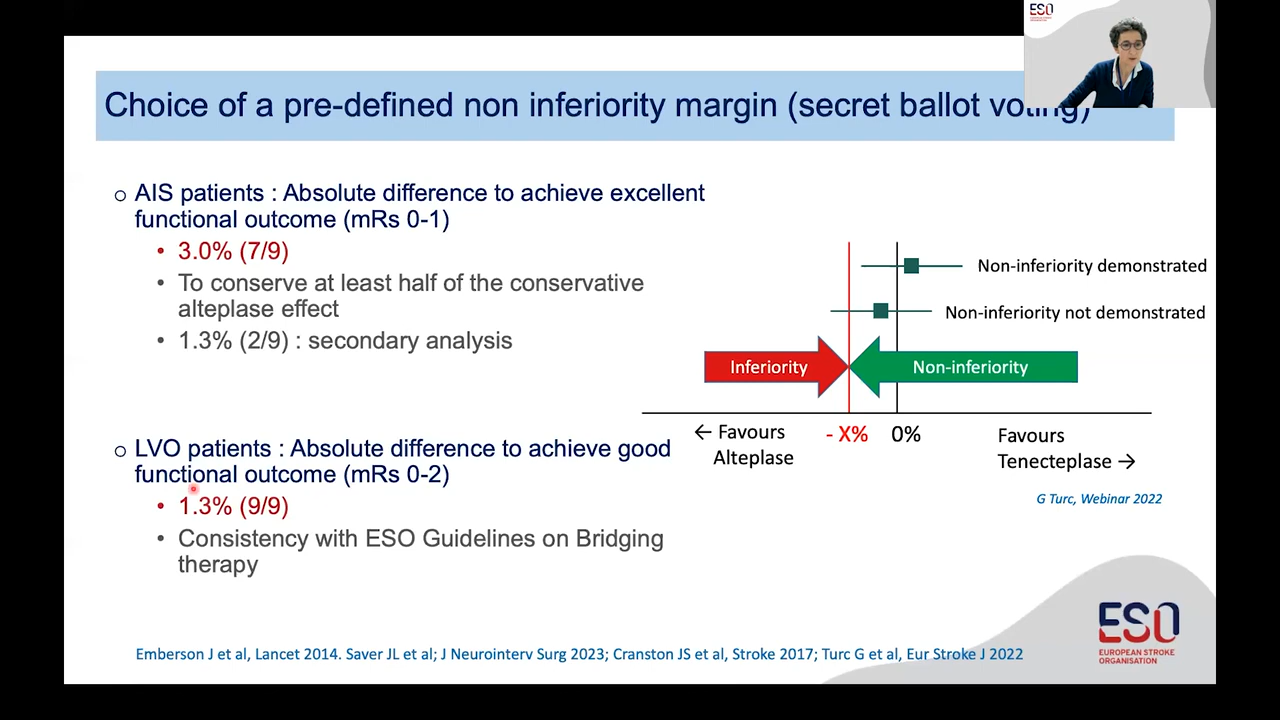 ESO
EUROPEAN STROKE
ORGANISATION
Choice of a pre-defined non inferiority margin (secret ballot voting)
o AIS patients : Absolute difference to achieve excellent
functional outcome (mRs 0-1)
• 3.0% (7/9)
• To conserve at least half of the conservative
alteplase effect
• 1.3% (2/9) : secondary analysis
o LVO patients : Absolute difference to achieve good
functional outcome (mRs 0-2)
• 1.3% (9/9)
• Consistency with ESO Guidelines on Bridging
therapy
Non-inferiority demonstrated
Non-inferiority not demonstrated
Inferiority
Non-inferiority
← Favours
Alteplase
- X%
0%
Favours
Tenecteplase →
G Turc, Webinar 2022
Emberson J et al, Lancet 2014. Saver JL et al; J Neurointerv Surg 2023; Cranston JS et al, Stroke 2017; Turc G et al, Eur Stroke J 2022
ESO
EUROPEAN STROKE
ORGANISATION